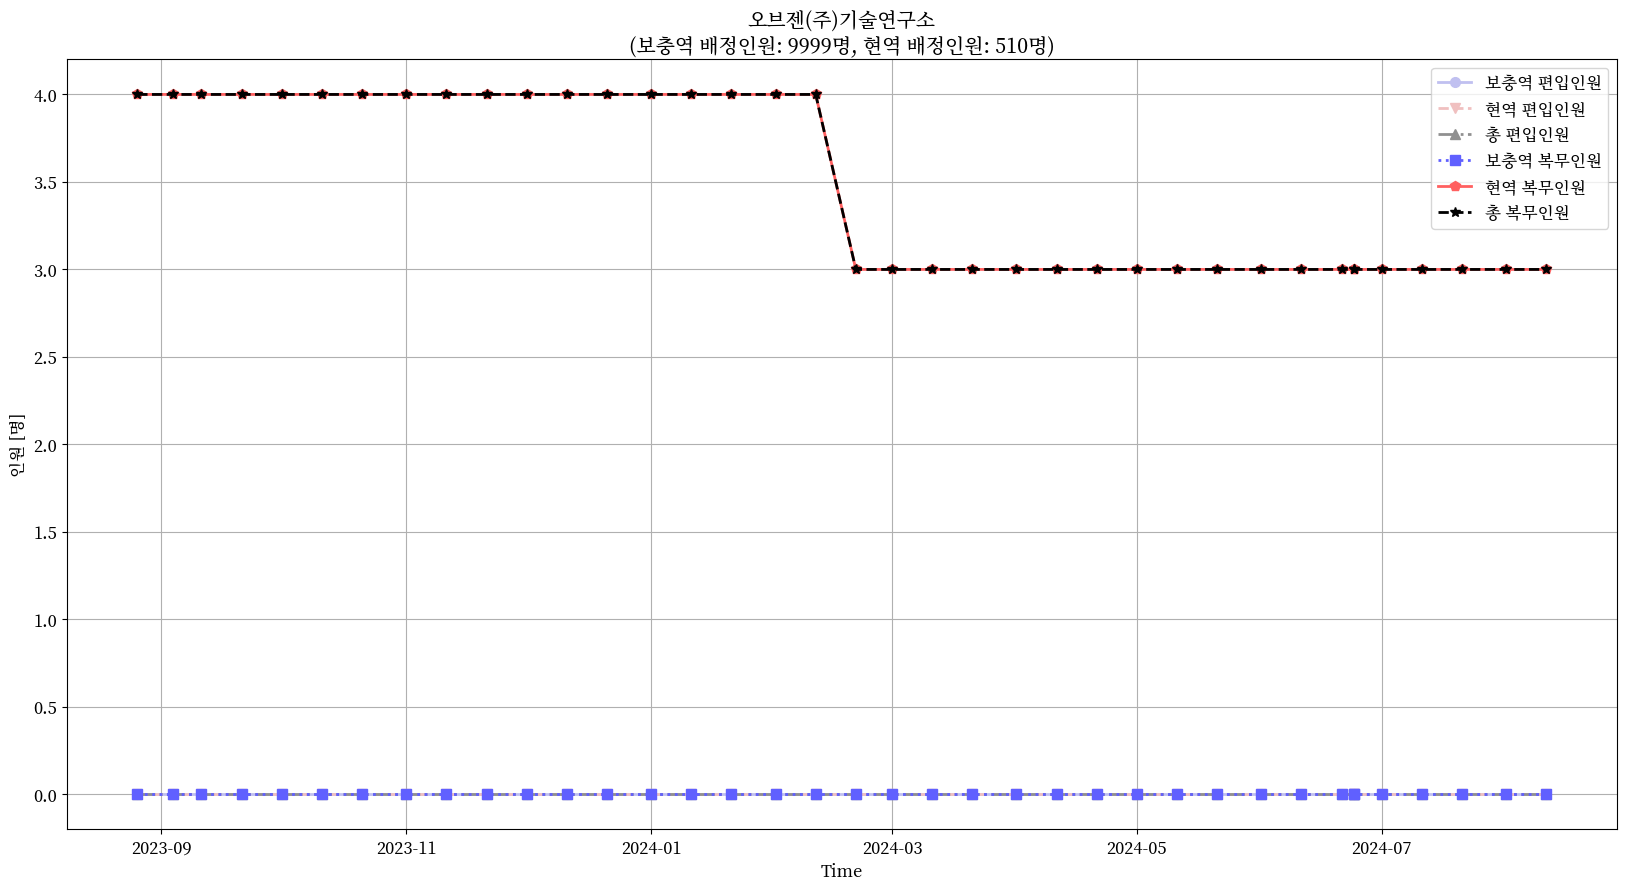 오브젠(주)기술연구소
(보충역 배정인원: 9999명, 현역 배정인원: 510명)
보충역 편입인원
현역 편입인원
총 편입인원
보충역 복무인원
현역 복무인원
총 복무인원
4.0
3.5
3.0
2.5
2.0
1.5
1.0
0.5
0.0
인원 [명]
2023-09
2023-11
2024-01
2024-03
2024-05
2024-07
Time